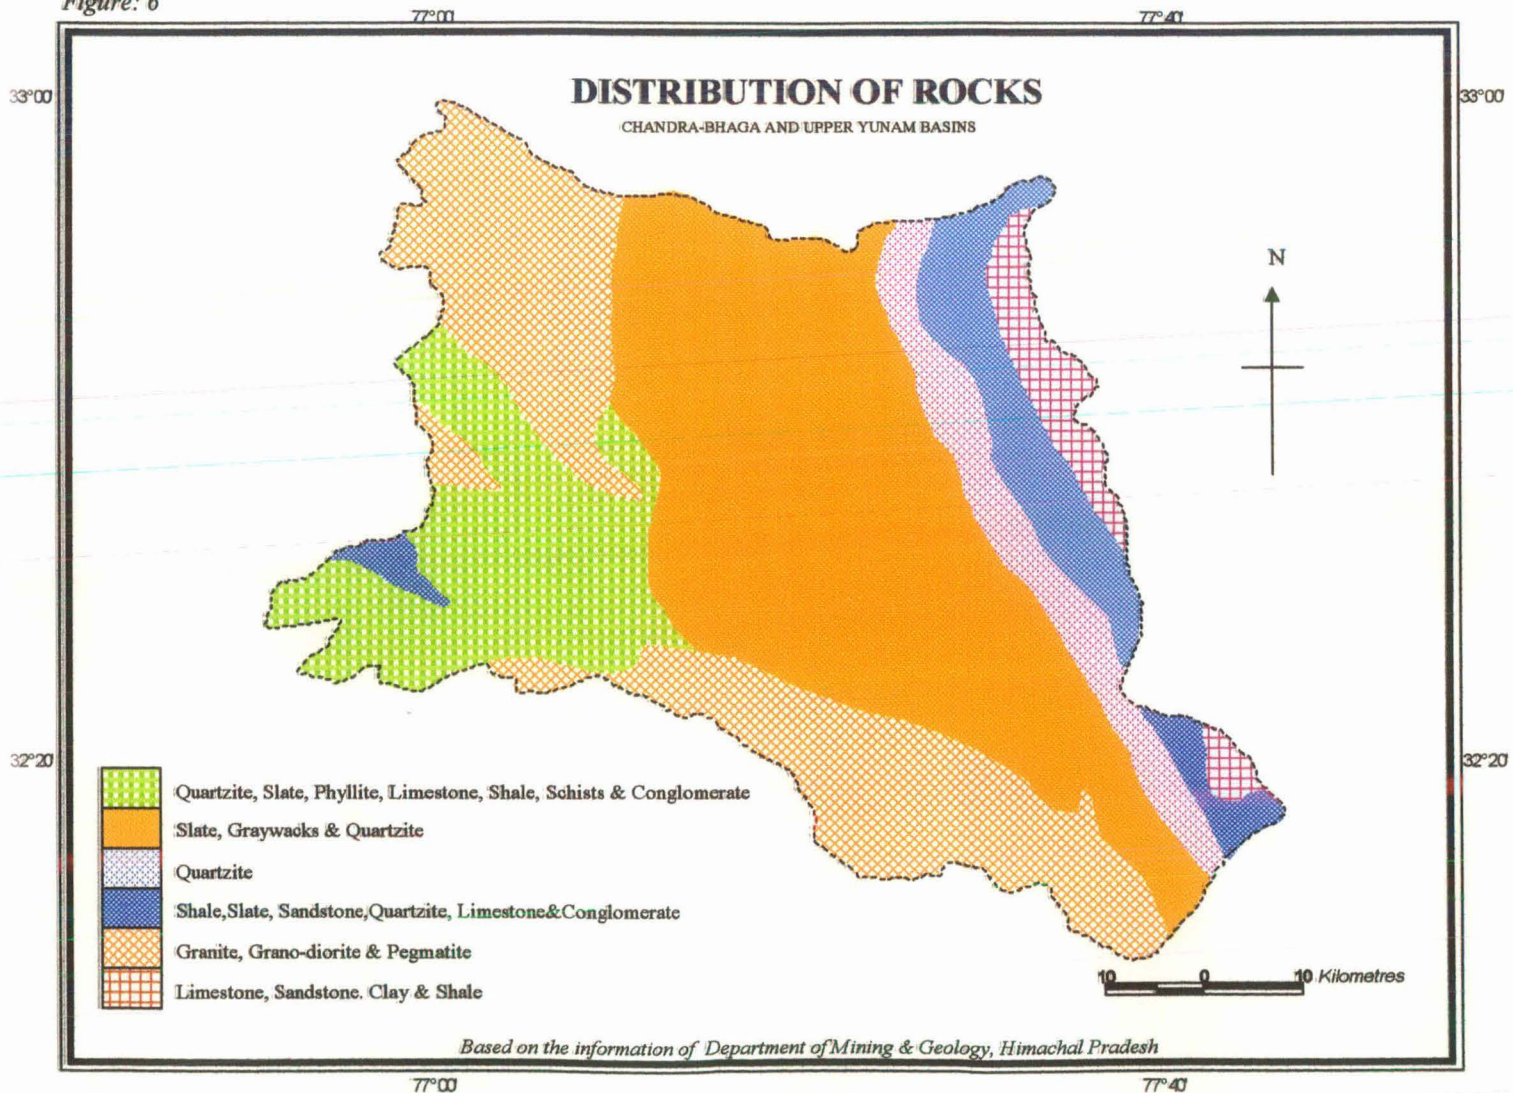 Figure: 6
77°00'
77°40'
33°00'
33°00'
DISTRIBUTION OF ROCKS
CHANDRA-BHAGA AND UPPER YUNAM BASINS
N
32°20'
32°20'
Quartzite, Slate, Phyllite, Limestone, Shale, Schists & Conglomerate
Slate, Graywacks & Quartzite
Quartzite
Shale,Slate, Sandstone,Quartzite, Limestone&Conglomerate
Granite, Grano-diorite & Pegmatite
Limestone, Sandstone. Clay & Shale
10 0 10 Kilometres
Based on the information of Department of Mining & Geology, Himachal Pradesh
77°00'
77°40'